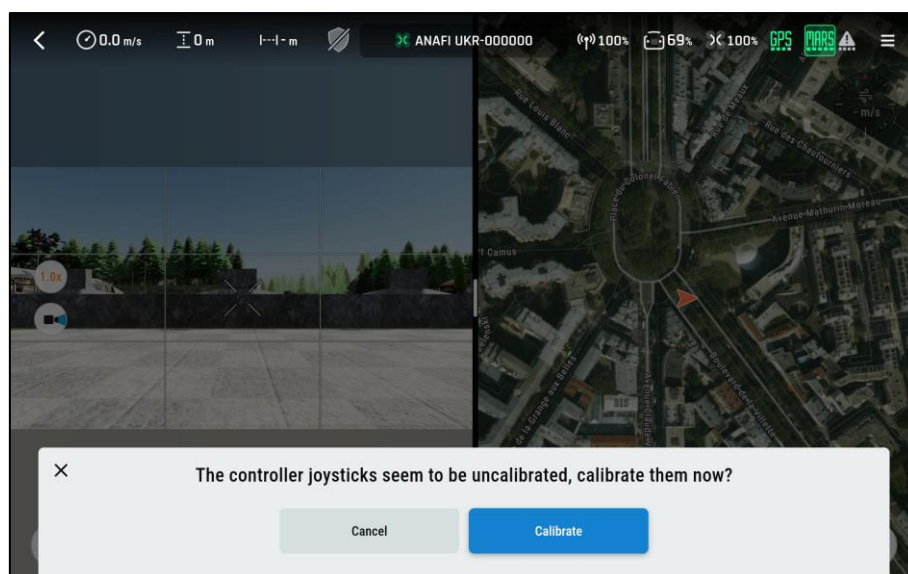 0.0 m/s
0 m
- m
ANAFI UKR-000000
100%
69%
100%
GPS
MARS
- m/s
Rue Louis Blanc
Rue de Meaux
Rue des Chaufourniers
Place du Colonel Fabien
Avenue Mathurin-Moreau
Camus
1.0x
de la Grange aux Belles
Boulevard de la Villette
The controller joysticks seem to be uncalibrated, calibrate them now?
Cancel
Calibrate